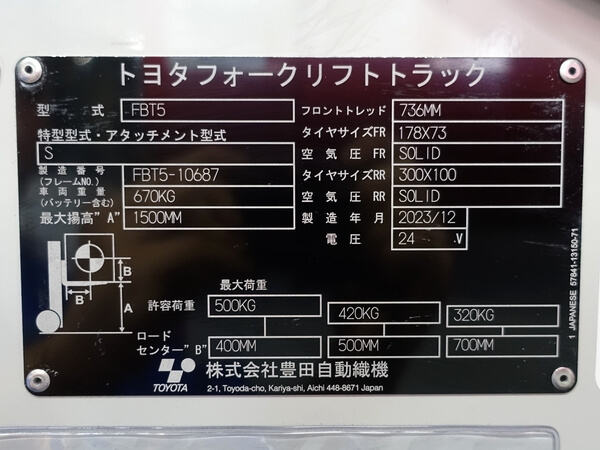 トヨタフォークリフトトラック
型式 FBT5
フロントトレッド 736MM
特型型式・アタッチメント型式
S
タイヤサイズFR 178X73
空気圧 FR SOLID
製造番号
(フレームNO.) FBT5-10687
タイヤサイズRR 300X100
車両重量
(バッテリー含む) 670KG
空気圧 RR SOLID
最大揚高"A" 1500MM
製造年月 2023/12
電圧 24 V
B
B
A
最大荷重
許容荷重 500KG 420KG 320KG
ロード
センター"B" 400MM 500MM 700MM
TOYOTA
株式会社豊田自動織機
2-1, Toyoda-cho, Kariya-shi, Aichi 448-8671 Japan
1 JAPANESE 57841-13150-71